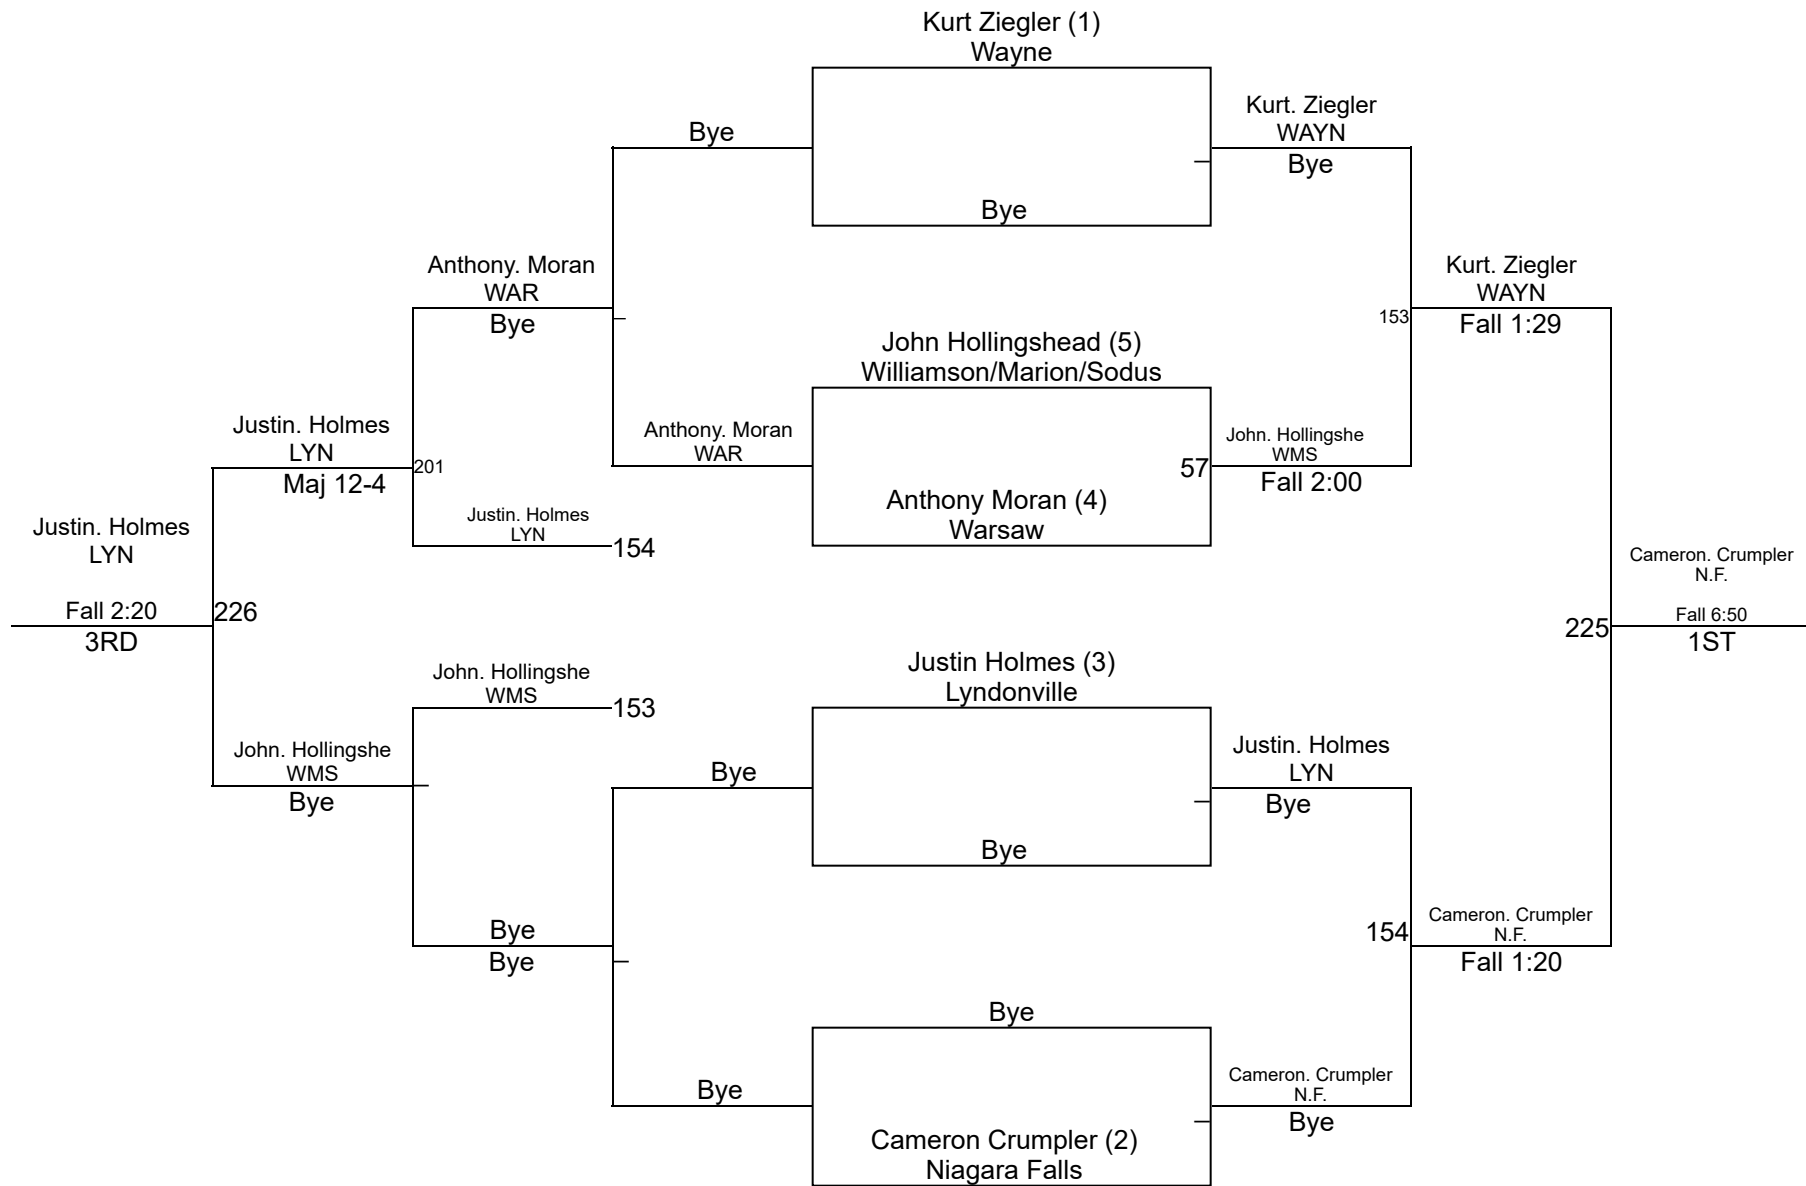 Kurt Ziegler (1)
Wayne
Bye
Kurt. Ziegler
WAYN
Bye
Bye
Anthony. Moran
WAR
Bye
Kurt. Ziegler
WAYN
153
Fall 1:29
John Hollingshead (5)
Williamson/Marion/Sodus
Justin. Holmes
LYN
201
Maj 12-4
Anthony. Moran
WAR
57
John. Hollingshe
WMS
Fall 2:00
Anthony Moran (4)
Warsaw
Justin. Holmes
LYN
154
Justin. Holmes
LYN
Fall 2:20
226
3RD
Cameron. Crumpler
N.F.
225
Fall 6:50
1ST
John. Hollingshe
WMS
153
Justin Holmes (3)
Lyndonville
John. Hollingshe
WMS
Bye
Bye
Justin. Holmes
LYN
Bye
Bye
Bye
Bye
154
Cameron. Crumpler
N.F.
Fall 1:20
Bye
Bye
Cameron. Crumpler
N.F.
Bye
Cameron Crumpler (2)
Niagara Falls